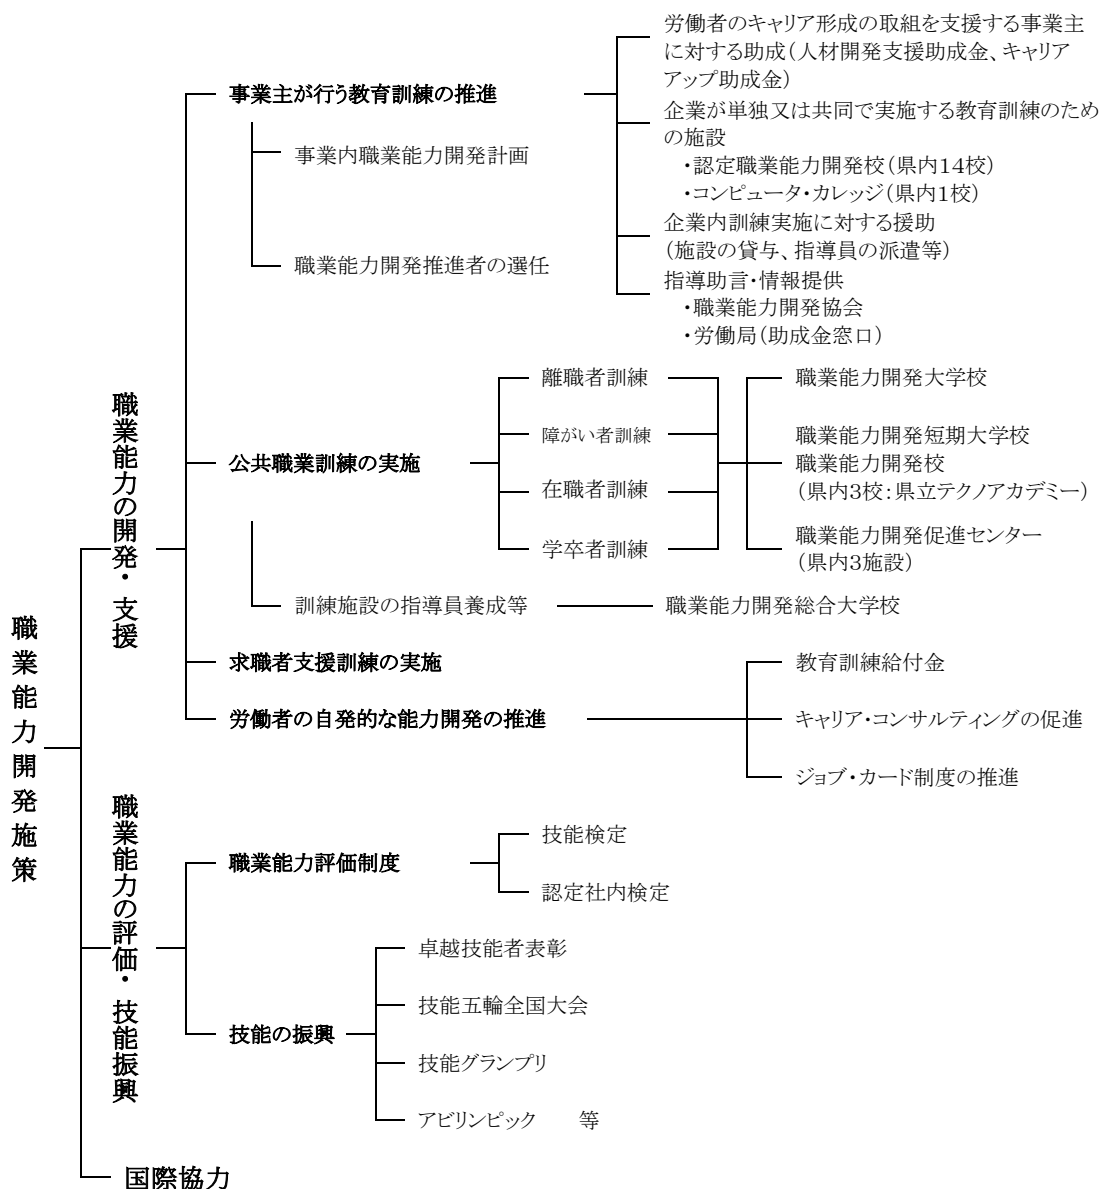 職業能力開発施策
職業能力の開発・支援
事業主が行う教育訓練の推進
事業内職業能力開発計画
職業能力開発推進者の選任
労働者のキャリア形成の取組を支援する事業主
に対する助成(人材開発支援助成金、キャリア
アップ助成金)
企業が単独又は共同で実施する教育訓練のため
の施設
・認定職業能力開発校(県内14校)
・コンピュータ・カレッジ(県内1校)
企業内訓練実施に対する援助
(施設の貸与、指導員の派遣等)
指導助言・情報提供
・職業能力開発協会
・労働局(助成金窓口)
公共職業訓練の実施
離職者訓練
障がい者訓練
在職者訓練
学卒者訓練
職業能力開発大学校
職業能力開発短期大学校
職業能力開発校
(県内3校:県立テクノアカデミー)
職業能力開発促進センター
(県内3施設)
訓練施設の指導員養成等
職業能力開発総合大学校
求職者支援訓練の実施
労働者の自発的な能力開発の推進
教育訓練給付金
キャリア・コンサルティングの促進
ジョブ・カード制度の推進
職業能力の評価・技能振興
職業能力評価制度
技能検定
認定社内検定
技能の振興
卓越技能者表彰
技能五輪全国大会
技能グランプリ
アビリンピック 等
国際協力